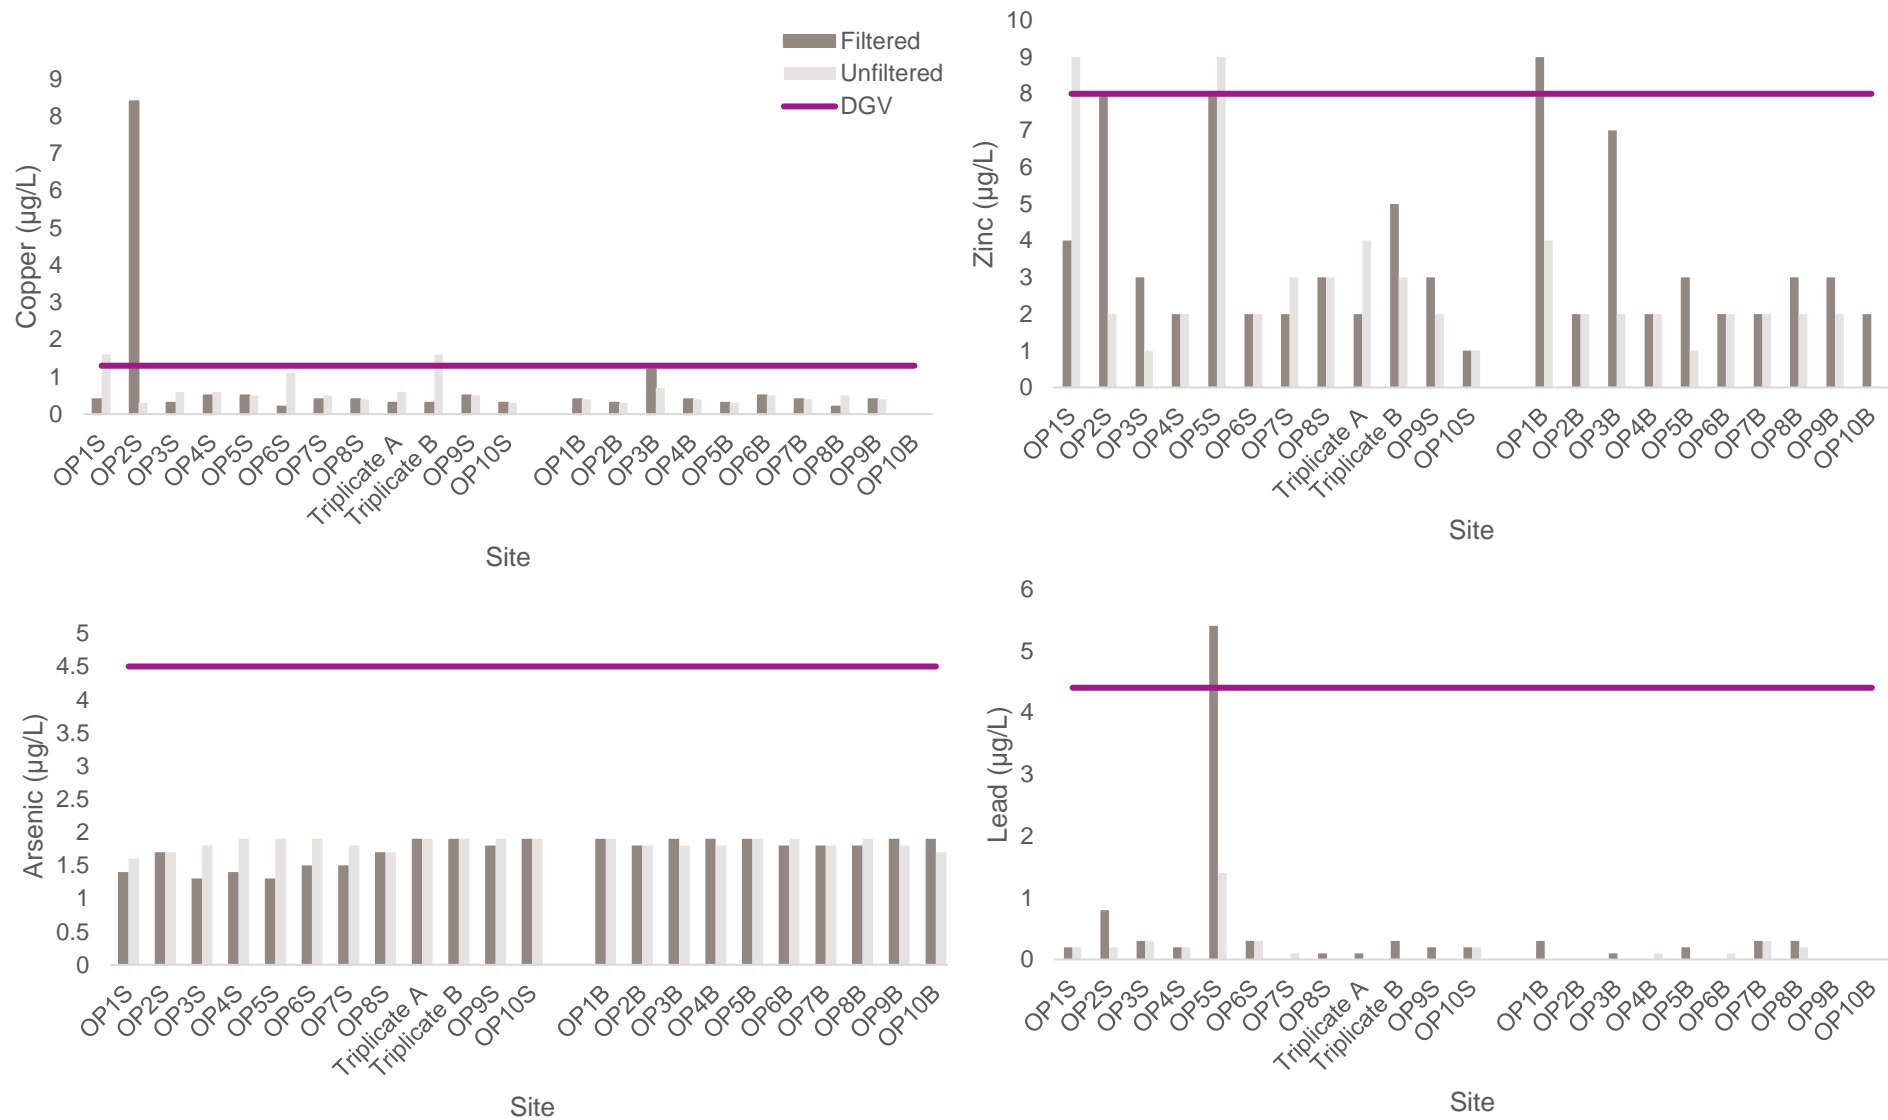 Filtered
Unfiltered
DGV
Copper (µg/L)
9
8
7
6
5
4
3
2
1
0
OP1S OP2S OP3S OP4S OP5S OP6S OP7S OP8S Triplicate A Triplicate B OP9S OP10S OP1B OP2B OP3B OP4B OP5B OP6B OP7B OP8B OP9B OP10B
Site
Zinc (µg/L)
10
9
8
7
6
5
4
3
2
1
0
OP1S OP2S OP3S OP4S OP5S OP6S OP7S OP8S Triplicate A Triplicate B OP9S OP10S OP1B OP2B OP3B OP4B OP5B OP6B OP7B OP8B OP9B OP10B
Site
Arsenic (µg/L)
5
4.5
4
3.5
3
2.5
2
1.5
1
0.5
0
OP1S OP2S OP3S OP4S OP5S OP6S OP7S OP8S Triplicate A Triplicate B OP9S OP10S OP1B OP2B OP3B OP4B OP5B OP6B OP7B OP8B OP9B OP10B
Site
Lead (µg/L)
6
5
4
3
2
1
0
OP1S OP2S OP3S OP4S OP5S OP6S OP7S OP8S Triplicate A Triplicate B OP9S OP10S OP1B OP2B OP3B OP4B OP5B OP6B OP7B OP8B OP9B OP10B
Site